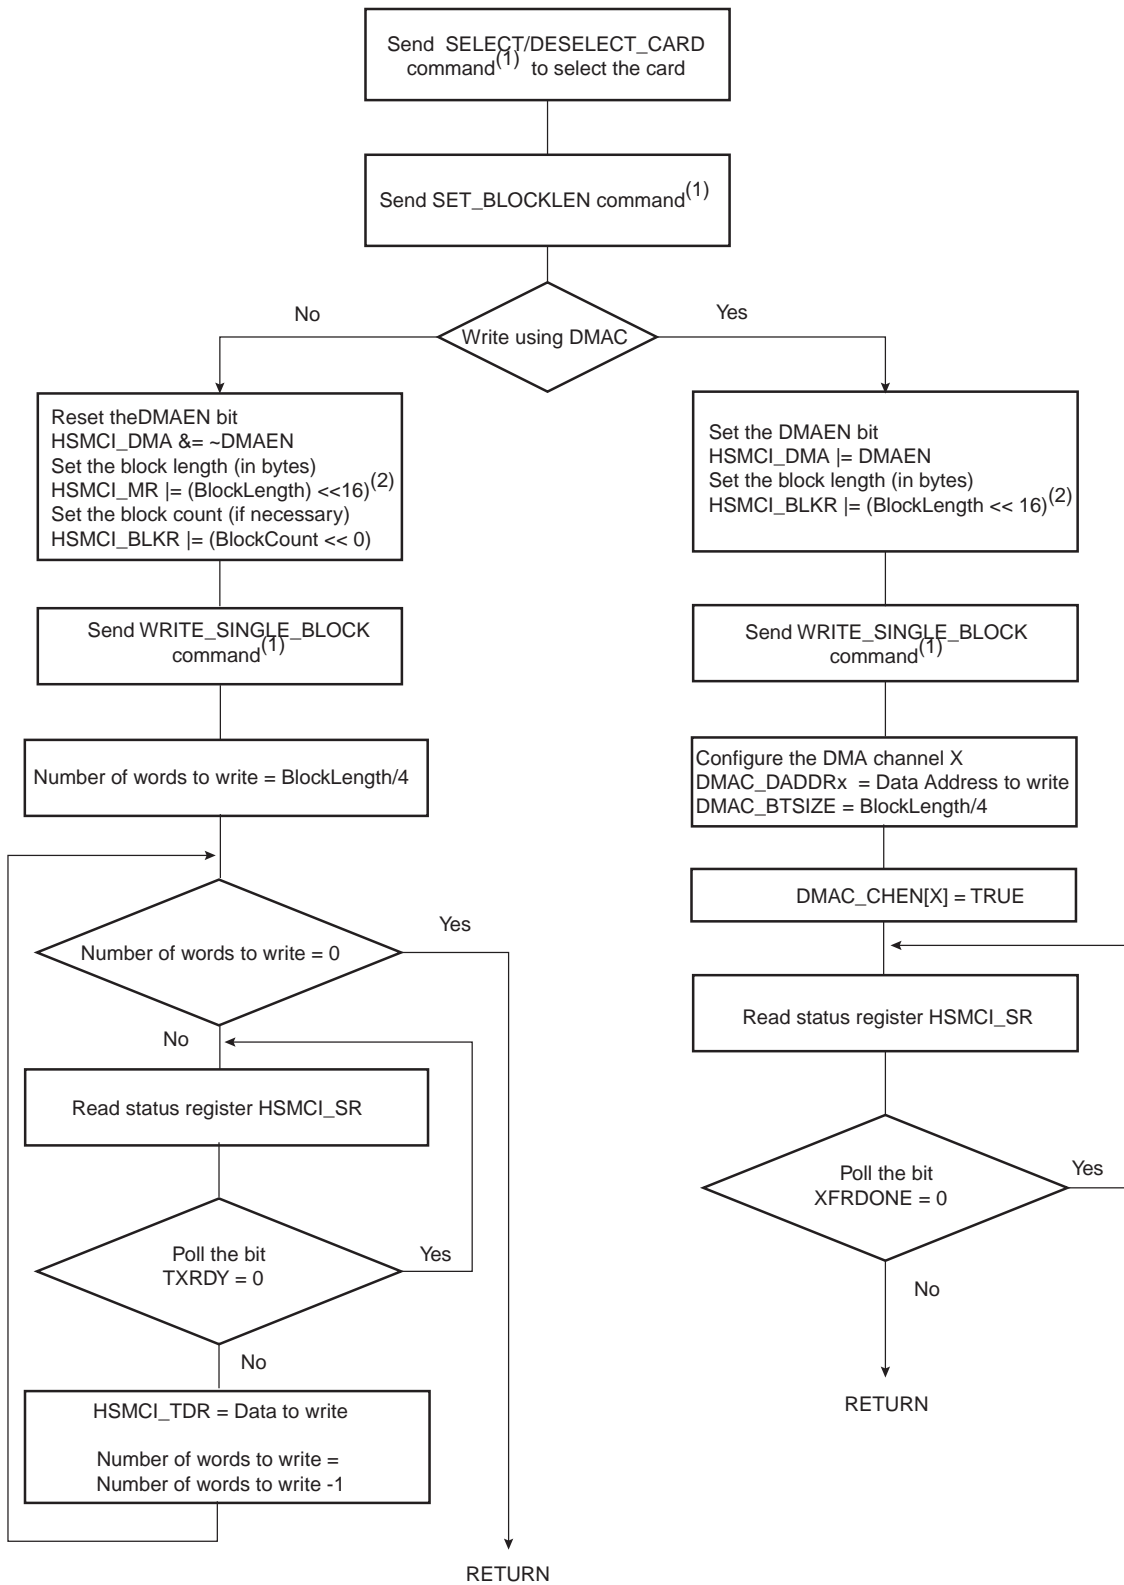 Send SELECT/DESELECT_CARD
command(1) to select the card
Send SET_BLOCKLEN command(1)
No
Yes
Write using DMAC
Reset theDMAEN bit
HSMCI_DMA &= ~DMAEN
Set the block length (in bytes)
HSMCI_MR |= (BlockLength) <<16)(2)
Set the block count (if necessary)
HSMCI_BLKR |= (BlockCount << 0)
Send WRITE_SINGLE_BLOCK
command(1)
Number of words to write = BlockLength/4
Number of words to write = 0
Yes
No
Read status register HSMCI_SR
Poll the bit
TXRDY = 0
Yes
No
HSMCI_TDR = Data to write
Number of words to write =
Number of words to write -1
RETURN
Set the DMAEN bit
HSMCI_DMA |= DMAEN
Set the block length (in bytes)
HSMCI_BLKR |= (BlockLength << 16)(2)
Send WRITE_SINGLE_BLOCK
command(1)
Configure the DMA channel X
DMAC_DADDRx = Data Address to write
DMAC_BTSIZE = BlockLength/4
DMAC_CHEN[X] = TRUE
Read status register HSMCI_SR
Poll the bit
XFRDONE = 0
Yes
No
RETURN